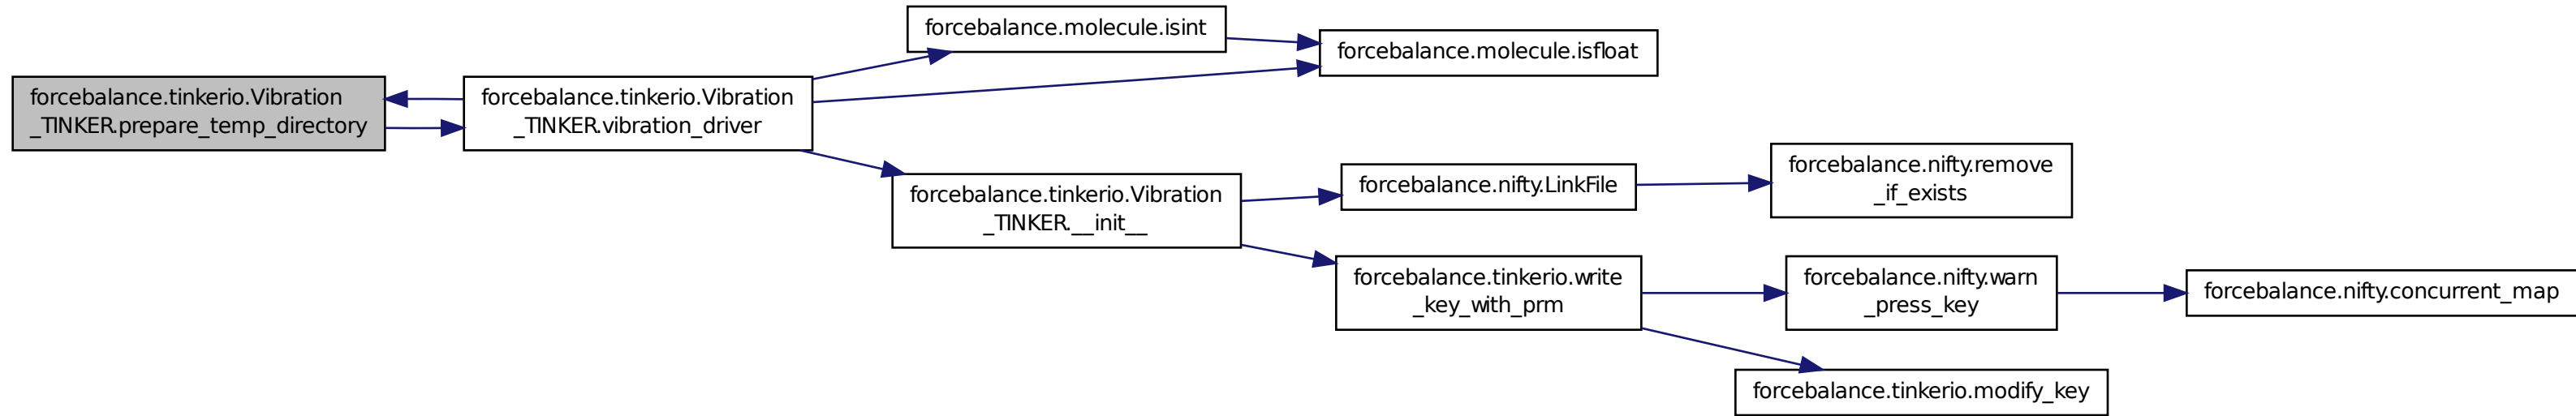 forcebalance.tinkerio.Vibration
_TINKER.prepare_temp_directory
forcebalance.tinkerio.Vibration
_TINKER.vibration_driver
forcebalance.molecule.isint
forcebalance.molecule.isfloat
forcebalance.tinkerio.Vibration
_TINKER.__init__
forcebalance.nifty.LinkFile
forcebalance.nifty.remove
_if_exists
forcebalance.tinkerio.write
_key_with_prm
forcebalance.nifty.warn
_press_key
forcebalance.nifty.concurrent_map
forcebalance.tinkerio.modify_key